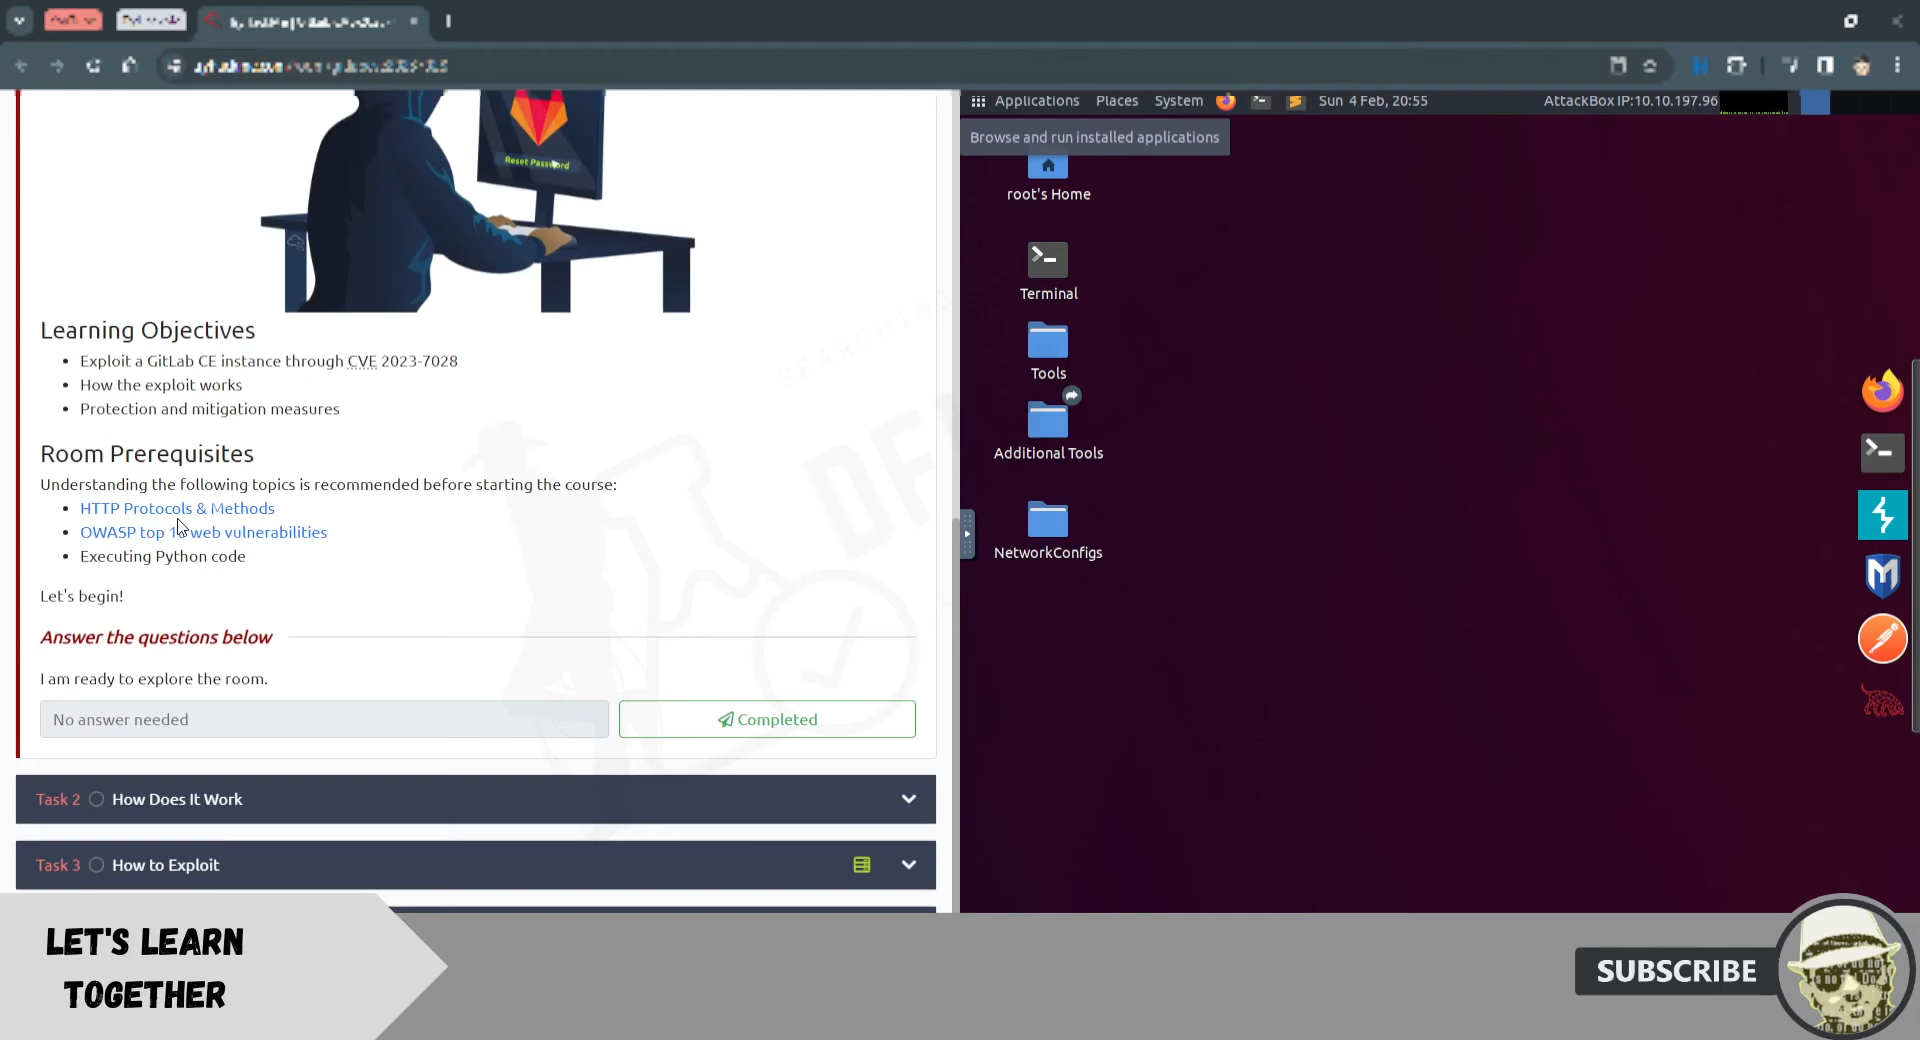 Applications Places System Sun 4 Feb, 20:55 AttackBox IP:10.10.197.96
Browse and run installed applications
Reset Password
root's Home
Terminal
Tools
Additional Tools
NetworkConfigs
Learning Objectives
Exploit a GitLab CE instance through CVE 2023-7028
How the exploit works
Protection and mitigation measures
Room Prerequisites
Understanding the following topics is recommended before starting the course:
HTTP Protocols & Methods
OWASP top web vulnerabilities
Executing Python code
Let's begin!
Answer the questions below
I am ready to explore the room.
No answer needed
Completed
Task 2 How Does It Work
Task 3 How to Exploit
LET'S LEARN
TOGETHER
SUBSCRIBE